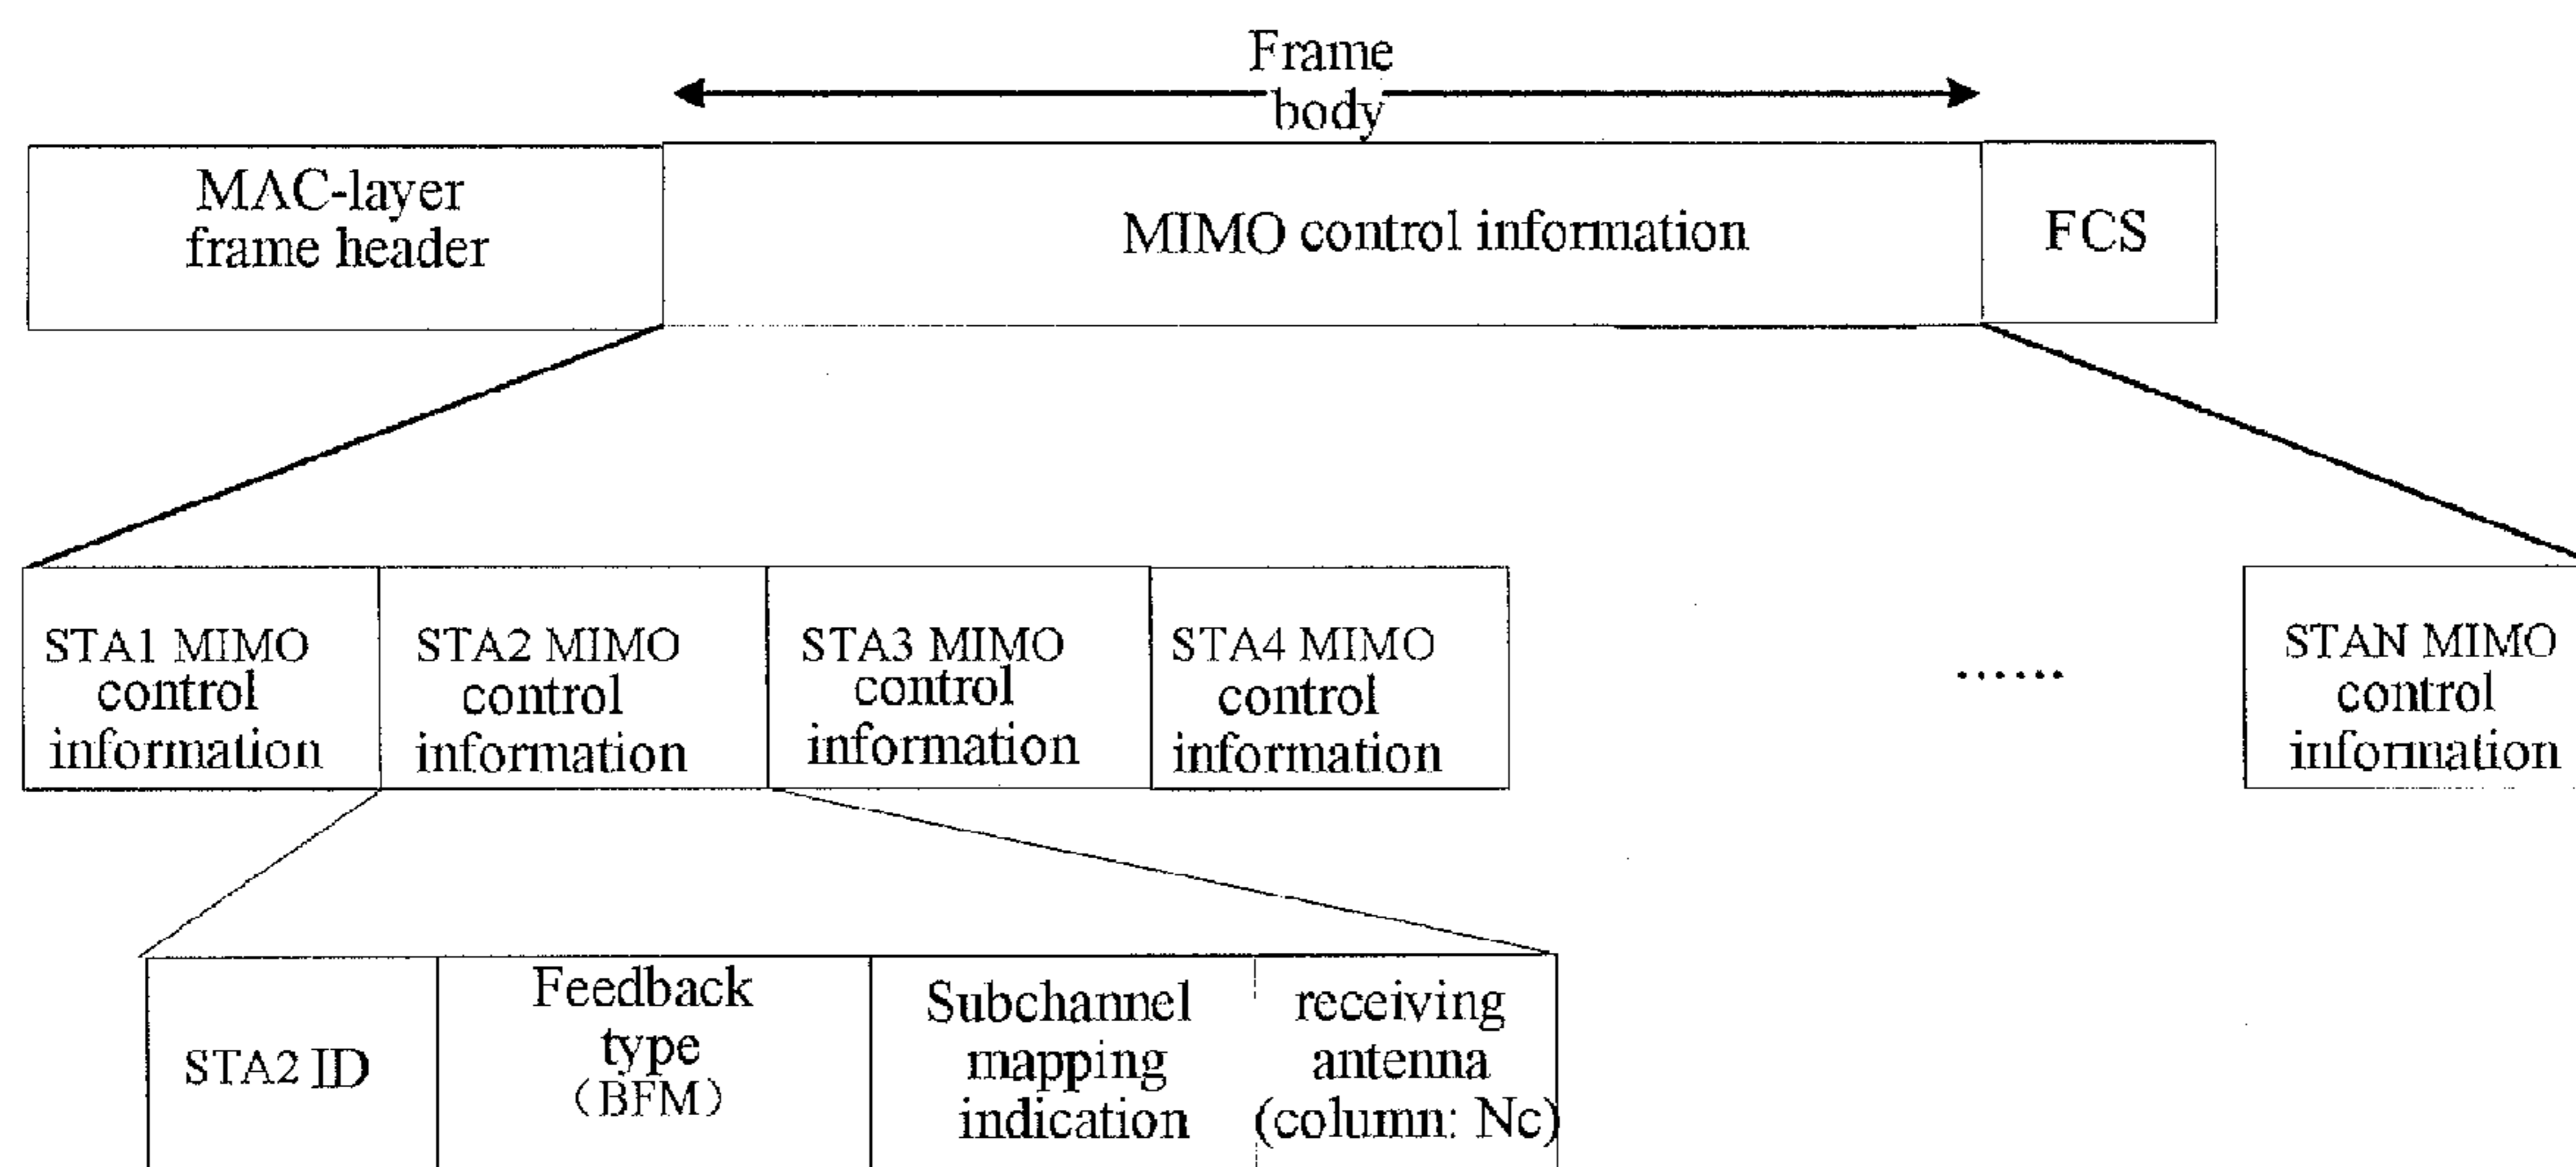 Frame
body
MAC-layer
frame header
MIMO control information
FCS
STA1 MIMO
control
information
STA2 MIMO
control
information
STA3 MIMO
control
information
STA4 MIMO
control
information
......
STAN MIMO
control
information
STA2 ID
Feedback
type
(BFM)
Subchannel
mapping
indication
receiving
antenna
(column: Nc)